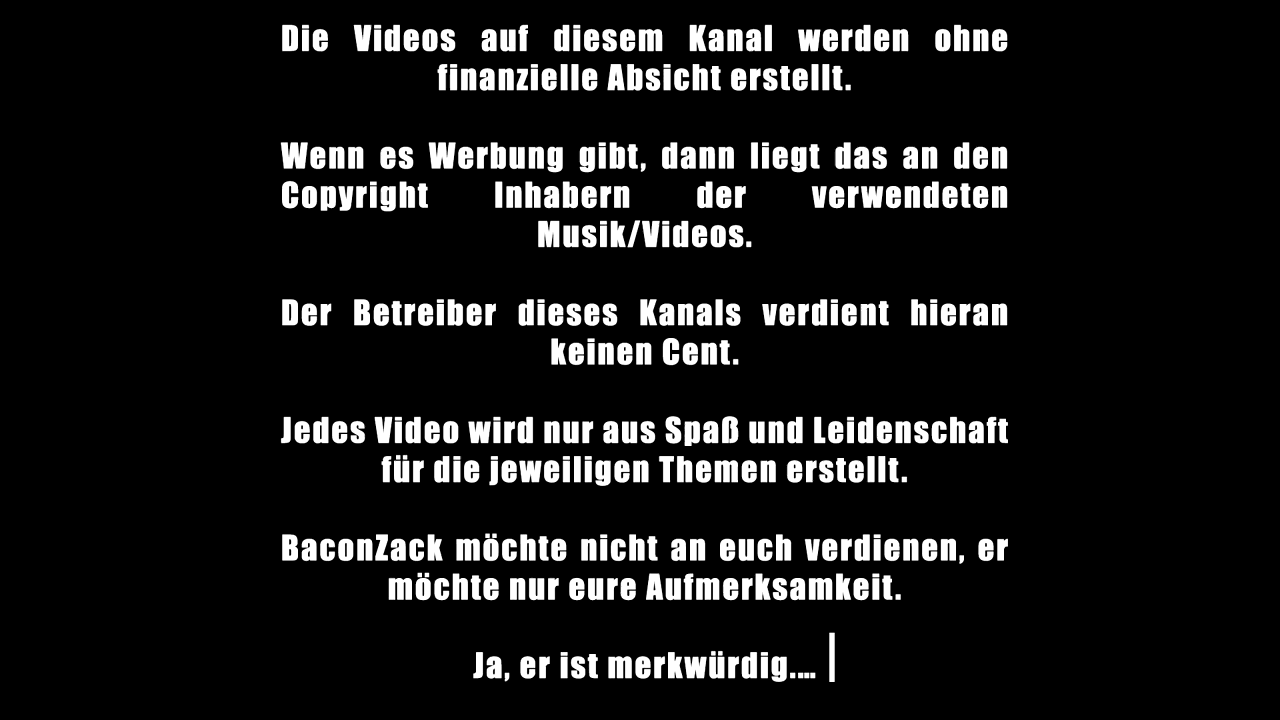 Die Videos auf diesem Kanal werden ohne
finanzielle Absicht erstellt.
Wenn es Werbung gibt, dann liegt das an den
Copyright Inhabern der verwendeten
Musik/Videos.
Der Betreiber dieses Kanals verdient hieran
keinen Cent.
Jedes Video wird nur aus Spaß und Leidenschaft
für die jeweiligen Themen erstellt.
BaconZack möchte nicht an euch verdienen, er
möchte nur eure Aufmerksamkeit.
Ja, er ist merkwürdig....